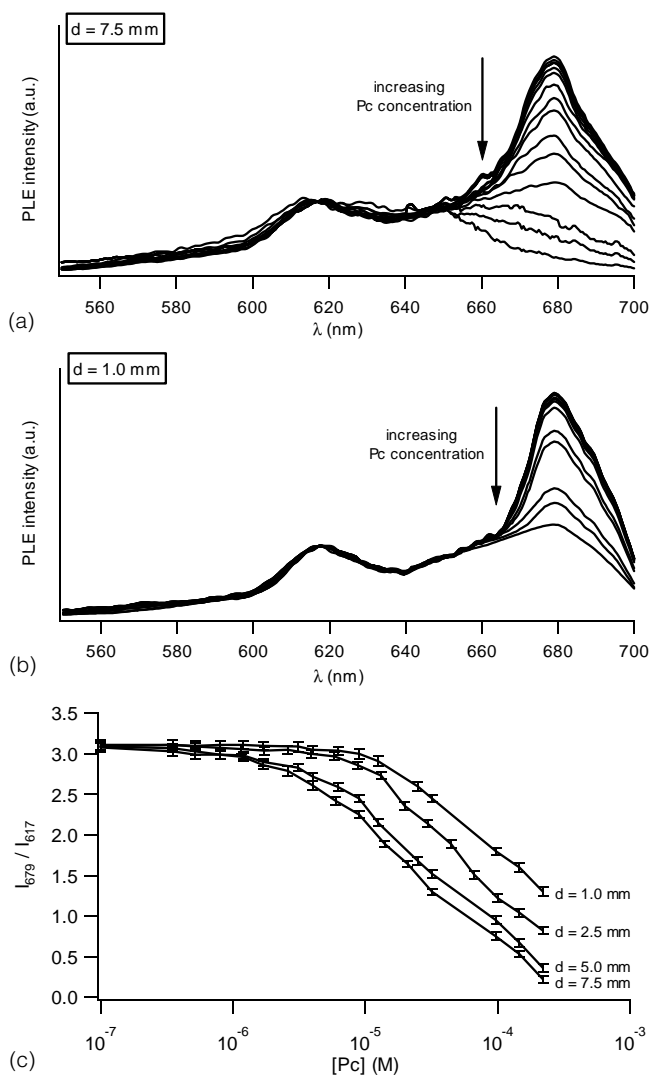 d = 7.5 mm
increasing
Pc concentration
PLE intensity (a.u.)
560 580 600 620 640 660 680 700
λ (nm)
(a)
d = 1.0 mm
increasing
Pc concentration
PLE intensity (a.u.)
560 580 600 620 640 660 680 700
λ (nm)
(b)
3.5
3.0
2.5
2.0
1.5
1.0
0.5
0.0
I₆₇₉ / I₆₁₇
d = 1.0 mm
d = 2.5 mm
d = 5.0 mm
d = 7.5 mm
10⁻⁷ 10⁻⁶ 10⁻⁵ 10⁻⁴ 10⁻³
[Pc] (M)
(c)